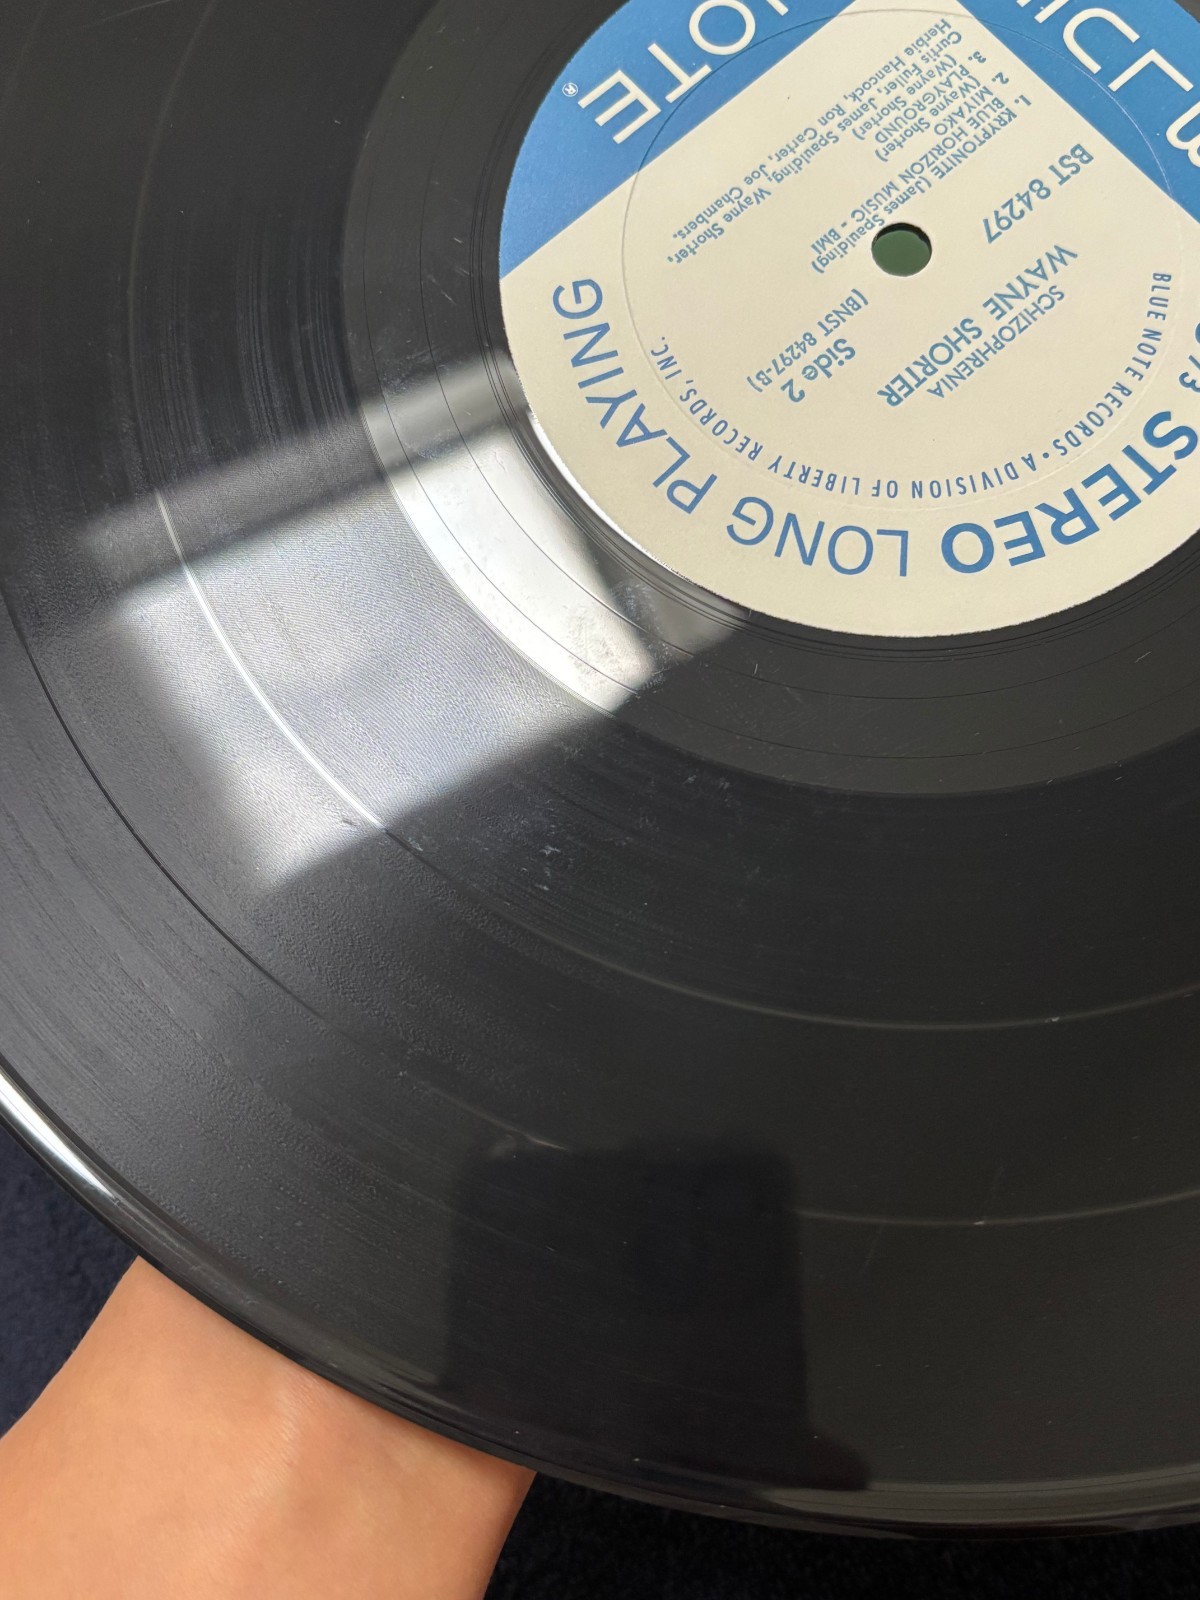 OTE®
BST 84297
WAYNE SHORTER
SCHIZOPHRENIA
Side 2
(BNST 84297-B)
1. KRYPTONITE (James Spaulding)
BLUE HORIZON MUSIC - BMI
2. MIYAKO
(Wayne Shorter)
3. PLAYGROUND
(Wayne Shorter)
Curtis Fuller, James Spaulding, Wayne Shorter,
Herbie Hancock, Ron Carter, Joe Chambers.
BLUE NOTE RECORDS • A DIVISION OF LIBERTY RECORDS, INC.
STEREO LONG PLAYING